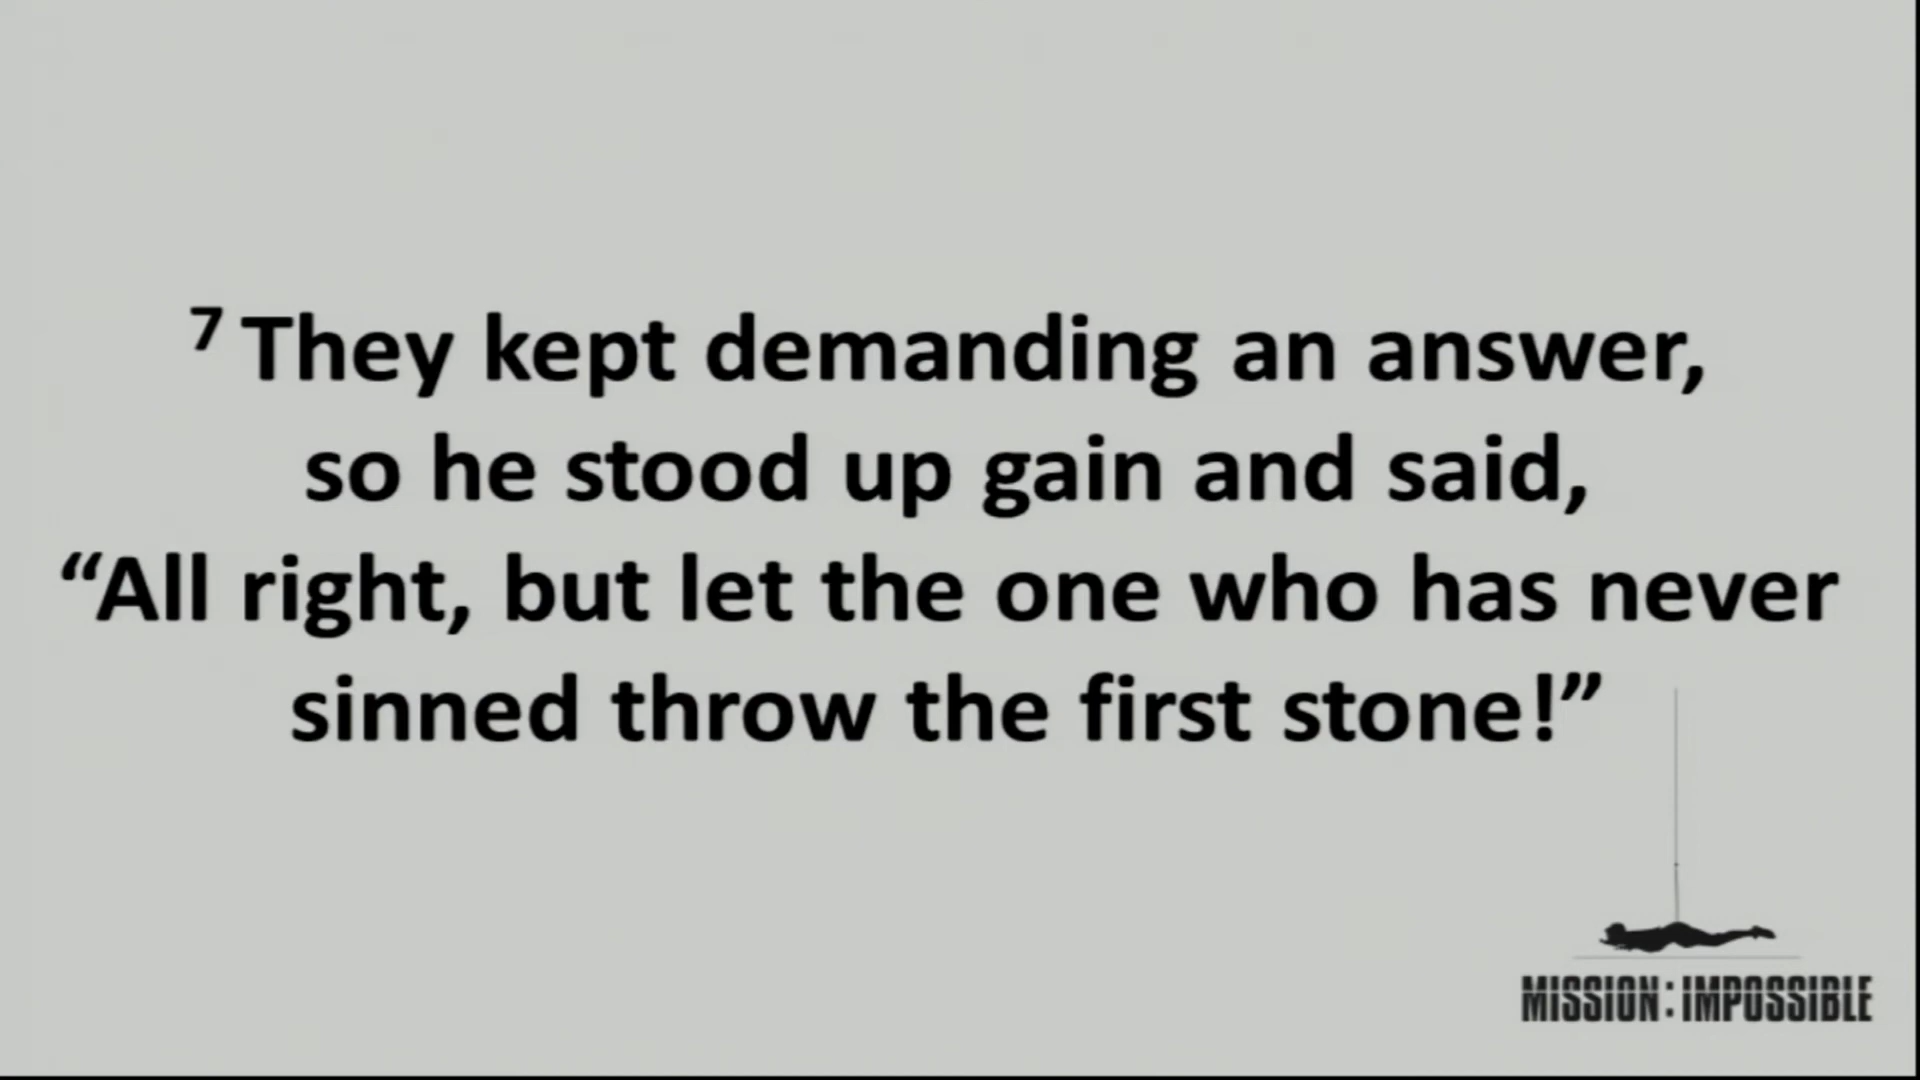 ⁷ They kept demanding an answer,
so he stood up gain and said,
“All right, but let the one who has never
sinned throw the first stone!”
MISSION:IMPOSSIBLE